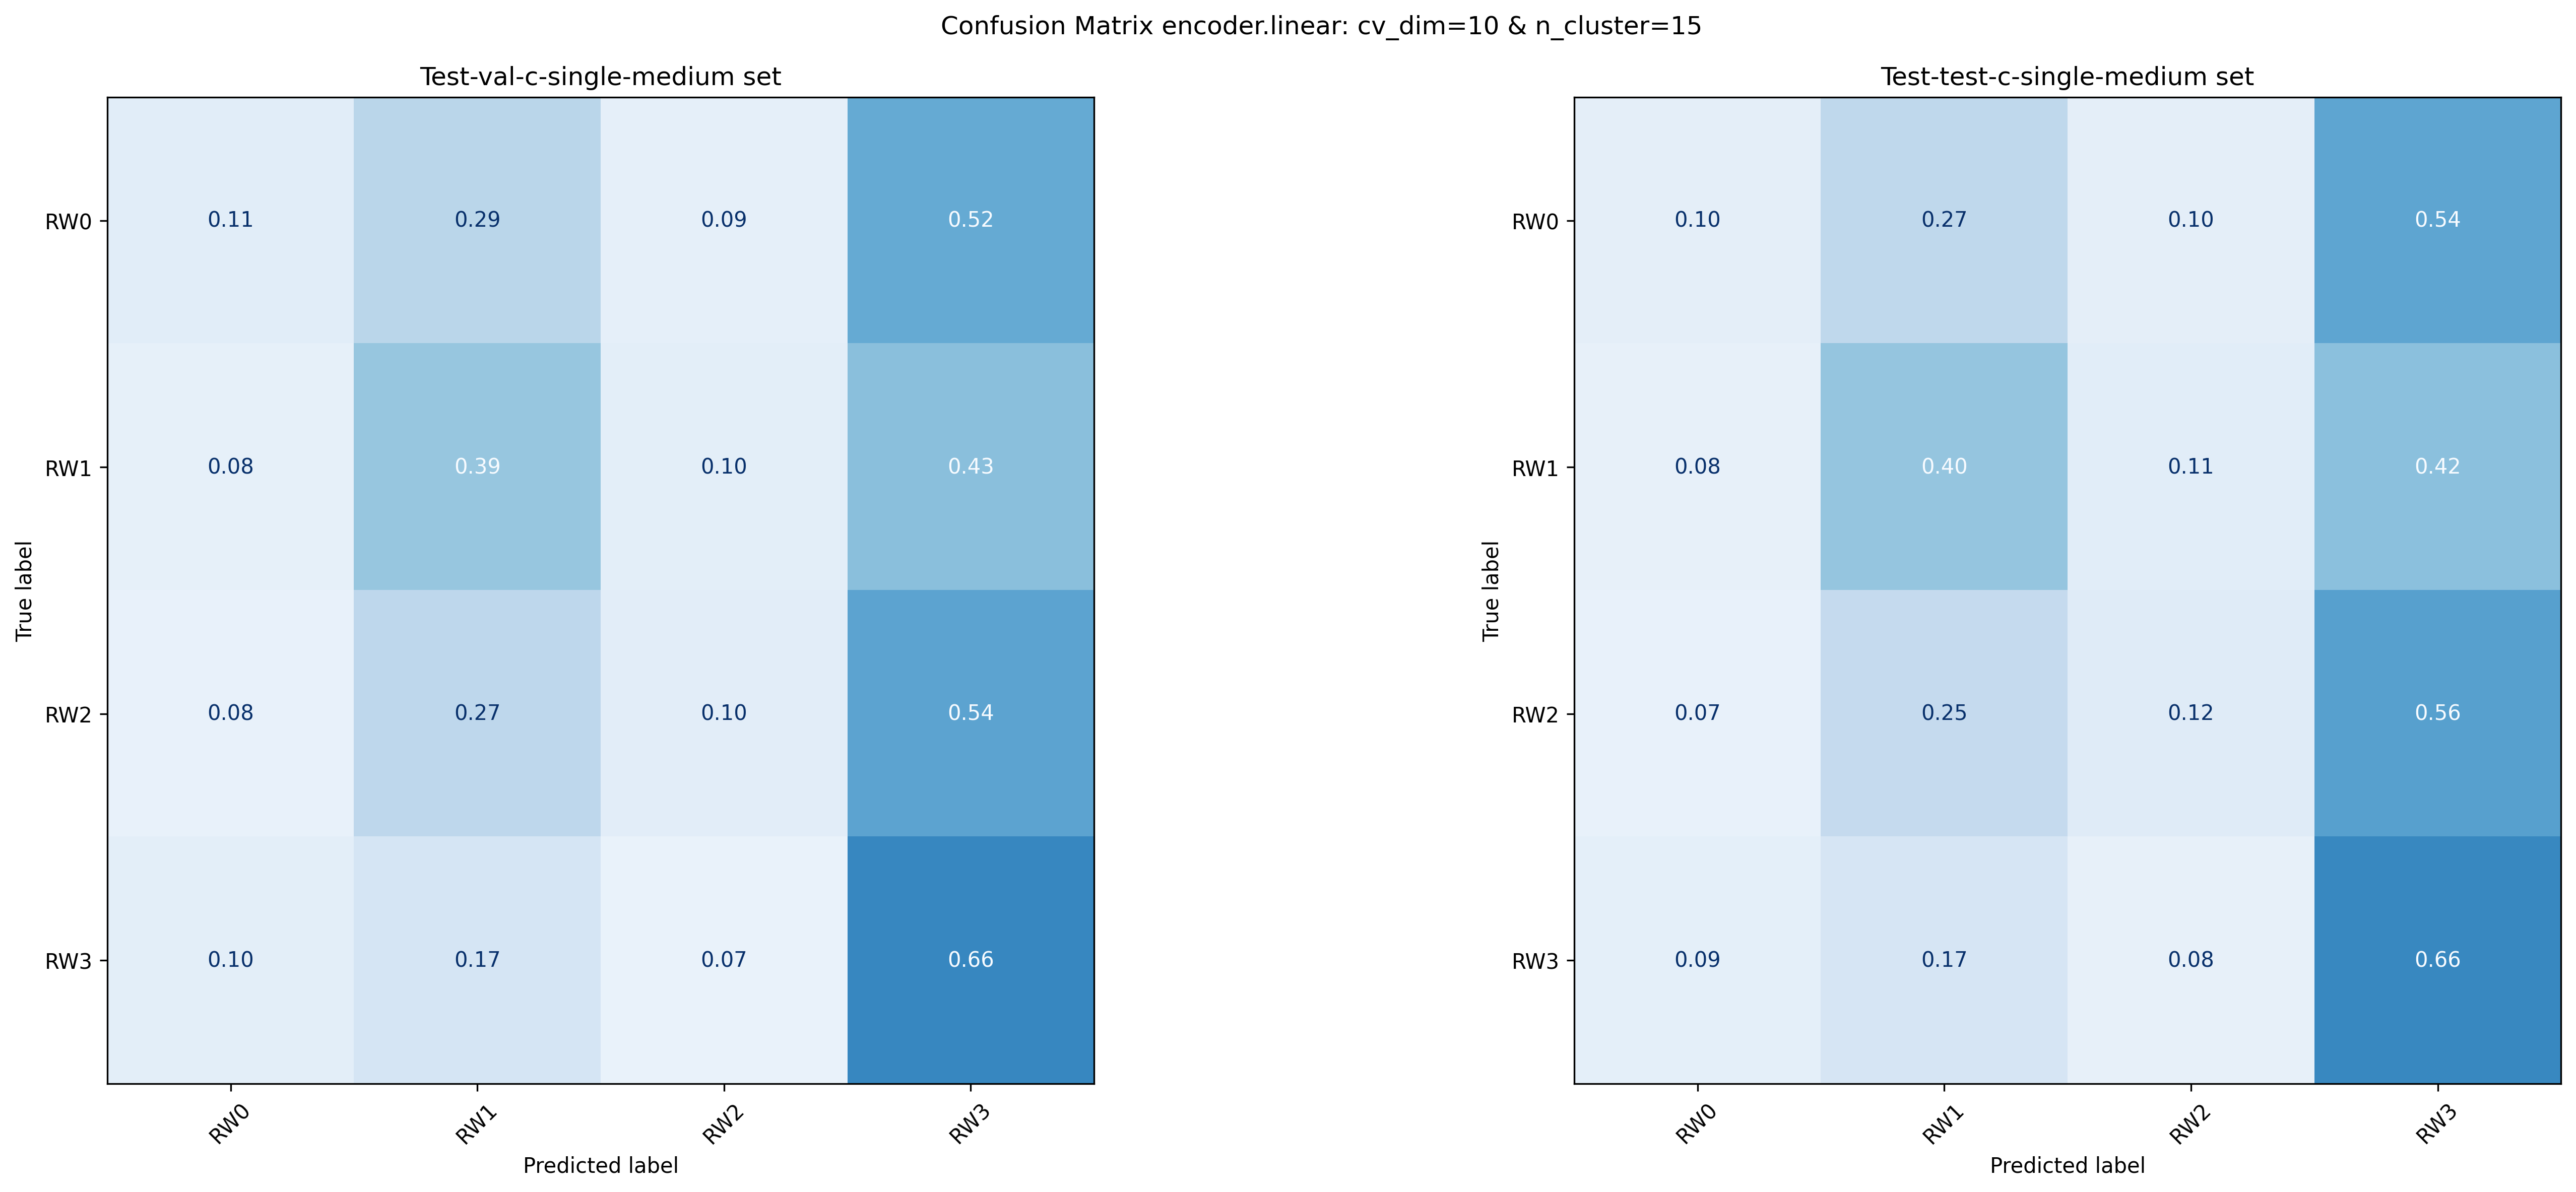 Confusion Matrix encoder.linear: cv_dim=10 & n_cluster=15
Test-val-c-single-medium set
True label
RW0 0.11 0.29 0.09 0.52
RW1 0.08 0.39 0.10 0.43
RW2 0.08 0.27 0.10 0.54
RW3 0.10 0.17 0.07 0.66
RW0 RW1 RW2 RW3
Predicted label
Test-test-c-single-medium set
True label
RW0 0.10 0.27 0.10 0.54
RW1 0.08 0.40 0.11 0.42
RW2 0.07 0.25 0.12 0.56
RW3 0.09 0.17 0.08 0.66
RW0 RW1 RW2 RW3
Predicted label